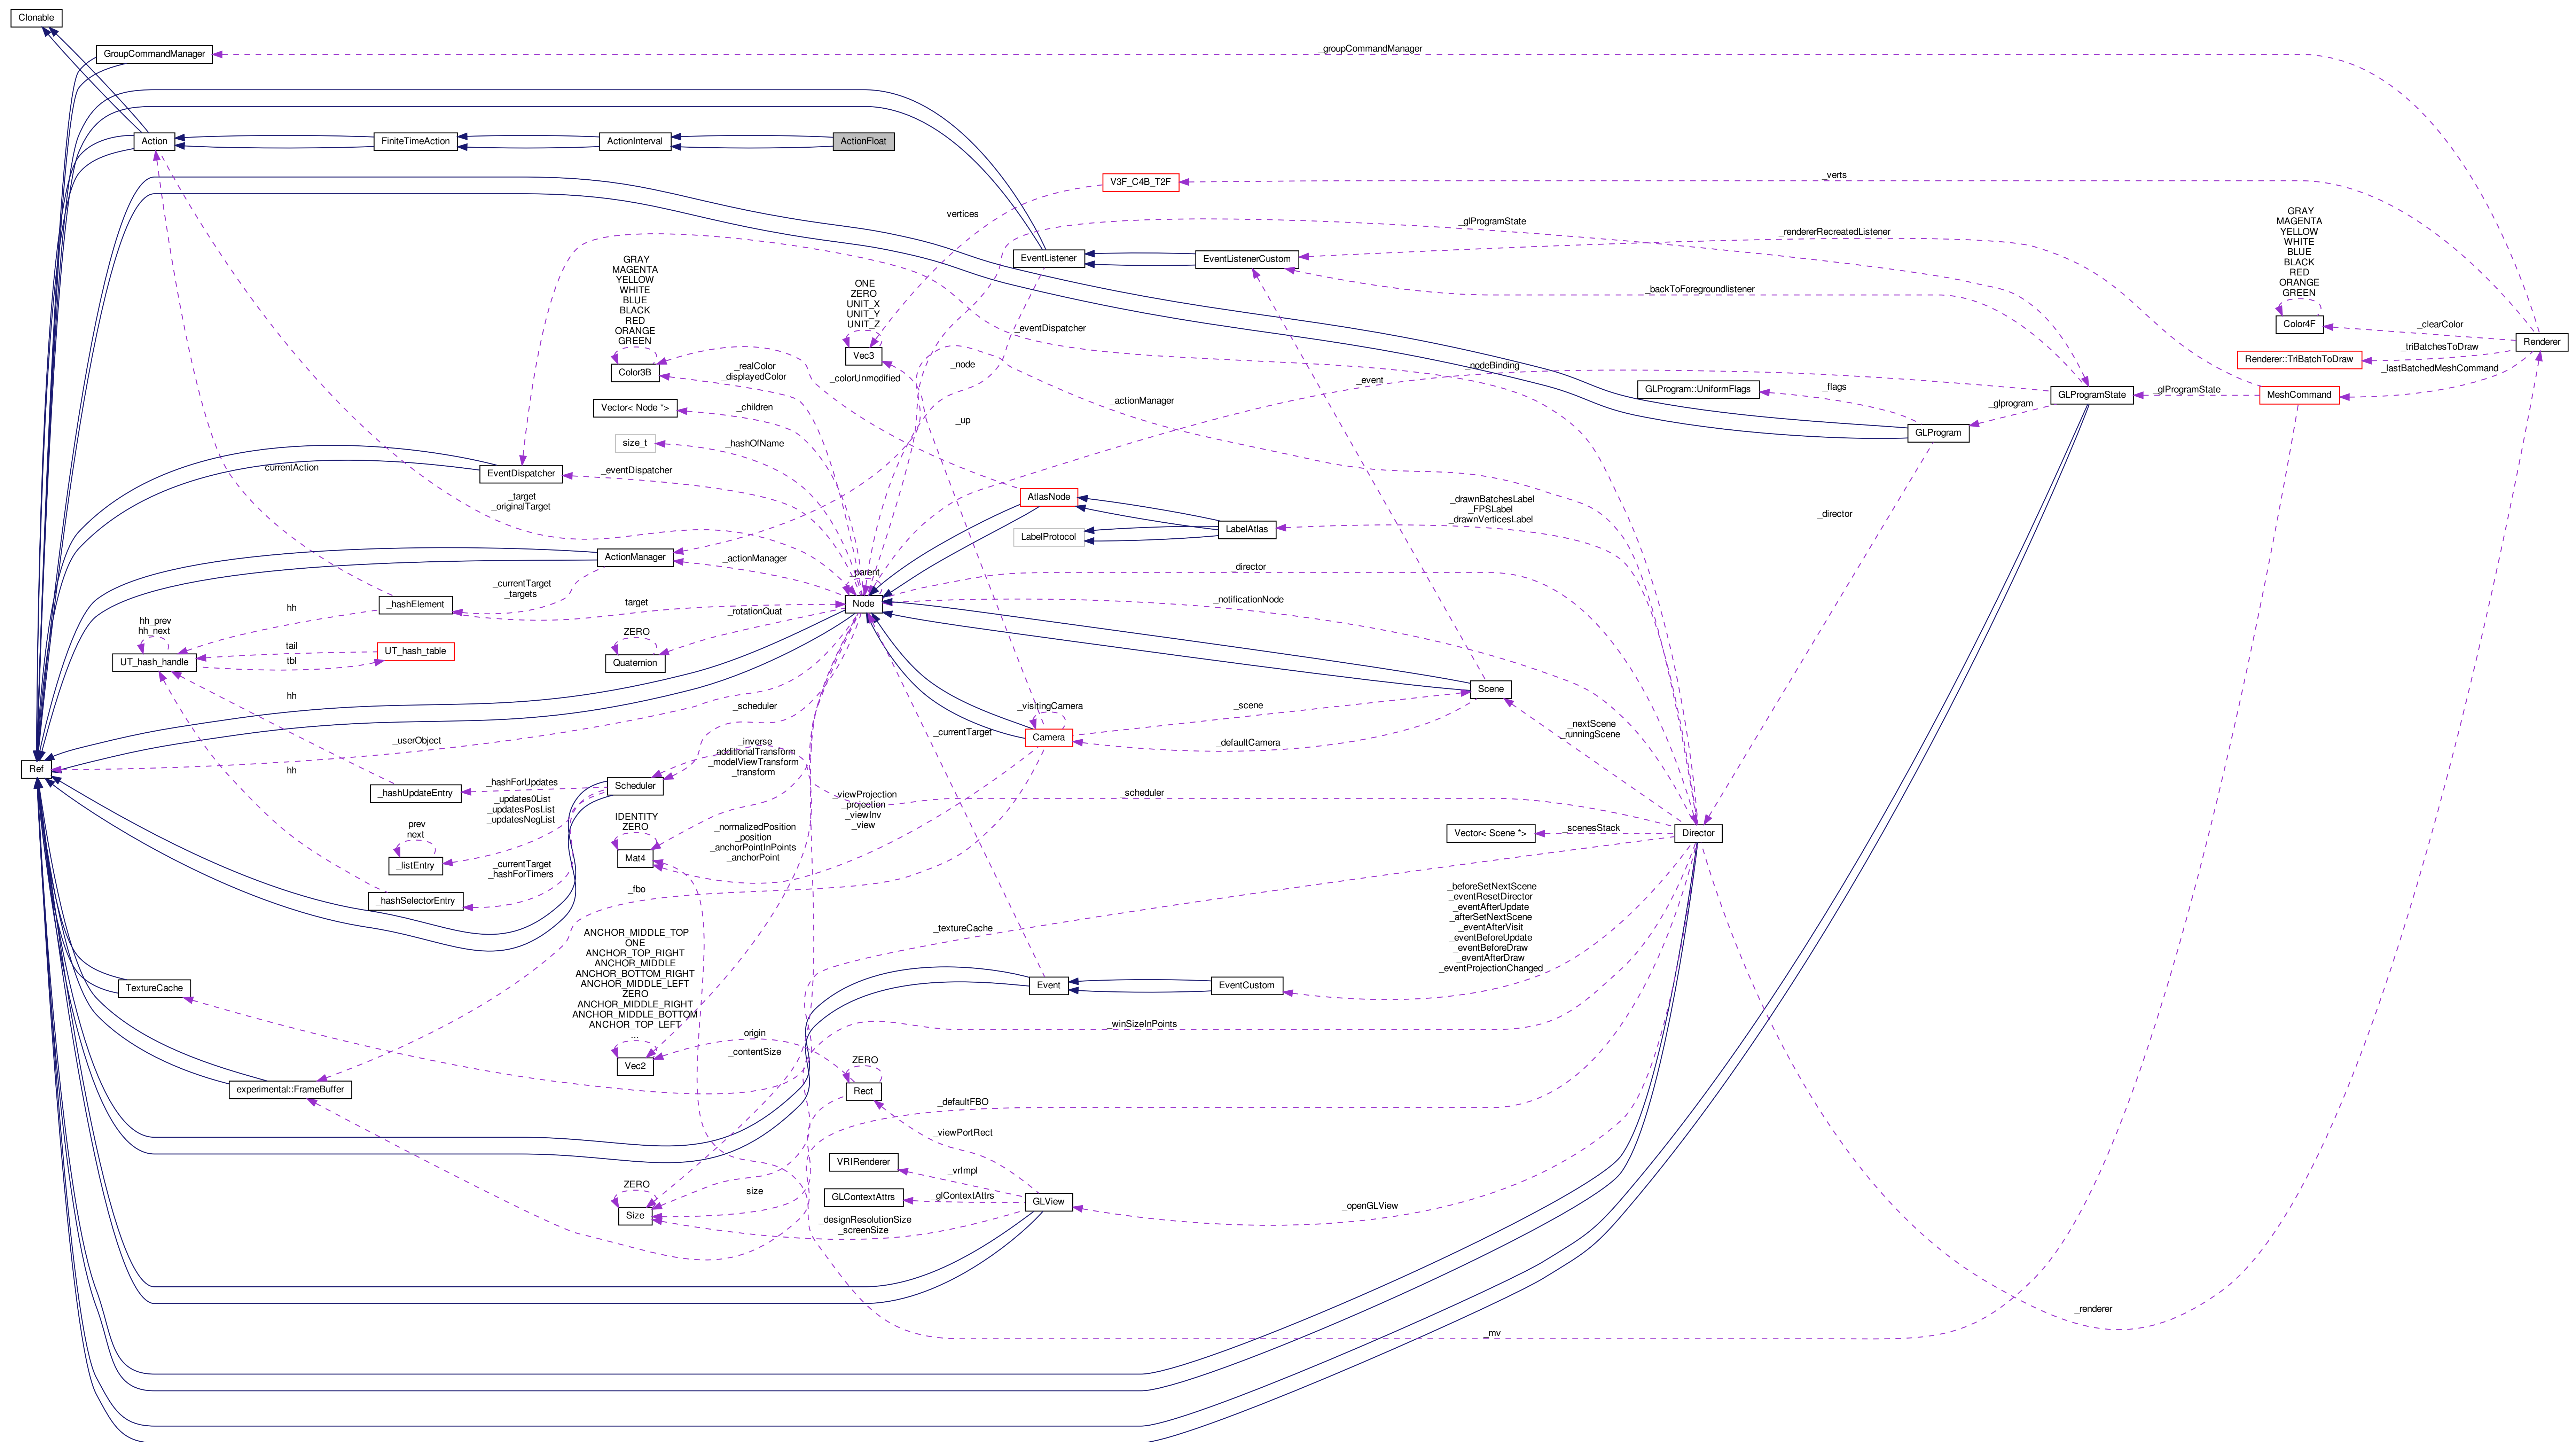 Clonable
GroupCommandManager
_groupCommandManager
Action
FiniteTimeAction
ActionInterval
ActionFloat
V3F_C4B_T2F
_verts
vertices
_glProgramState
_rendererRecreatedListener
GRAY
MAGENTA
YELLOW
WHITE
BLUE
BLACK
RED
ORANGE
GREEN
Color4F
EventListener
EventListenerCustom
GRAY
MAGENTA
YELLOW
WHITE
BLUE
BLACK
RED
ORANGE
GREEN
Color3B
ONE
ZERO
UNIT_X
UNIT_Y
UNIT_Z
Vec3
_backToForegroundlistener
_eventDispatcher
_clearColor
Renderer
_triBatchesToDraw
Renderer::TriBatchToDraw
_lastBatchedMeshCommand
_realColor
_displayedColor
_colorUnmodified
_node
_nodeBinding
_event
GLProgram::UniformFlags
_flags
GLProgramState
_glProgramState
MeshCommand
_glprogram
GLProgram
Vector< Node *>
_children
_actionManager
_up
size_t
_hashOfName
currentAction
EventDispatcher
_eventDispatcher
_target
_originalTarget
AtlasNode
_drawnBatchesLabel
_FPSLabel
_drawnVerticesLabel
LabelAtlas
LabelProtocol
_director
ActionManager
_actionManager
_parent
_director
_currentTarget
_targets
_hashElement
target
Node
_notificationNode
hh
_rotationQuat
hh_prev
hh_next
UT_hash_handle
tail
tbl
UT_hash_table
ZERO
Quaternion
Scene
hh
_scheduler
_visitingCamera
_scene
Camera
_currentTarget
_defaultCamera
_nextScene
_runningScene
_userObject
_inverse
_additionalTransform
_modelViewTransform
_transform
Ref
hh
_hashForUpdates
Scheduler
_hashUpdateEntry
_updates0List
_updatesPosList
_updatesNegList
_viewProjection
_projection
_viewInv
_view
_scheduler
prev
next
_listEntry
IDENTITY
ZERO
Mat4
_normalizedPosition
_position
_anchorPointInPoints
_anchorPoint
Vector< Scene *>
_scenesStack
Director
_currentTarget
_hashForTimers
_hashSelectorEntry
_fbo
_beforeSetNextScene
_eventResetDirector
_eventAfterUpdate
_afterSetNextScene
_eventAfterVisit
_eventBeforeUpdate
_eventBeforeDraw
_eventAfterDraw
_eventProjectionChanged
ANCHOR_MIDDLE_TOP
ONE
ANCHOR_TOP_RIGHT
ANCHOR_MIDDLE
ANCHOR_BOTTOM_RIGHT
ANCHOR_MIDDLE_LEFT
ZERO
ANCHOR_MIDDLE_RIGHT
ANCHOR_MIDDLE_BOTTOM
ANCHOR_TOP_LEFT
...
Vec2
_textureCache
TextureCache
Event
EventCustom
_winSizeInPoints
origin
_contentSize
ZERO
Rect
experimental::FrameBuffer
_defaultFBO
_viewPortRect
VRIRenderer
_vrImpl
GLContextAttrs
_glContextAttrs
GLView
ZERO
Size
size
_designResolutionSize
_screenSize
_openGLView
_renderer
_mv